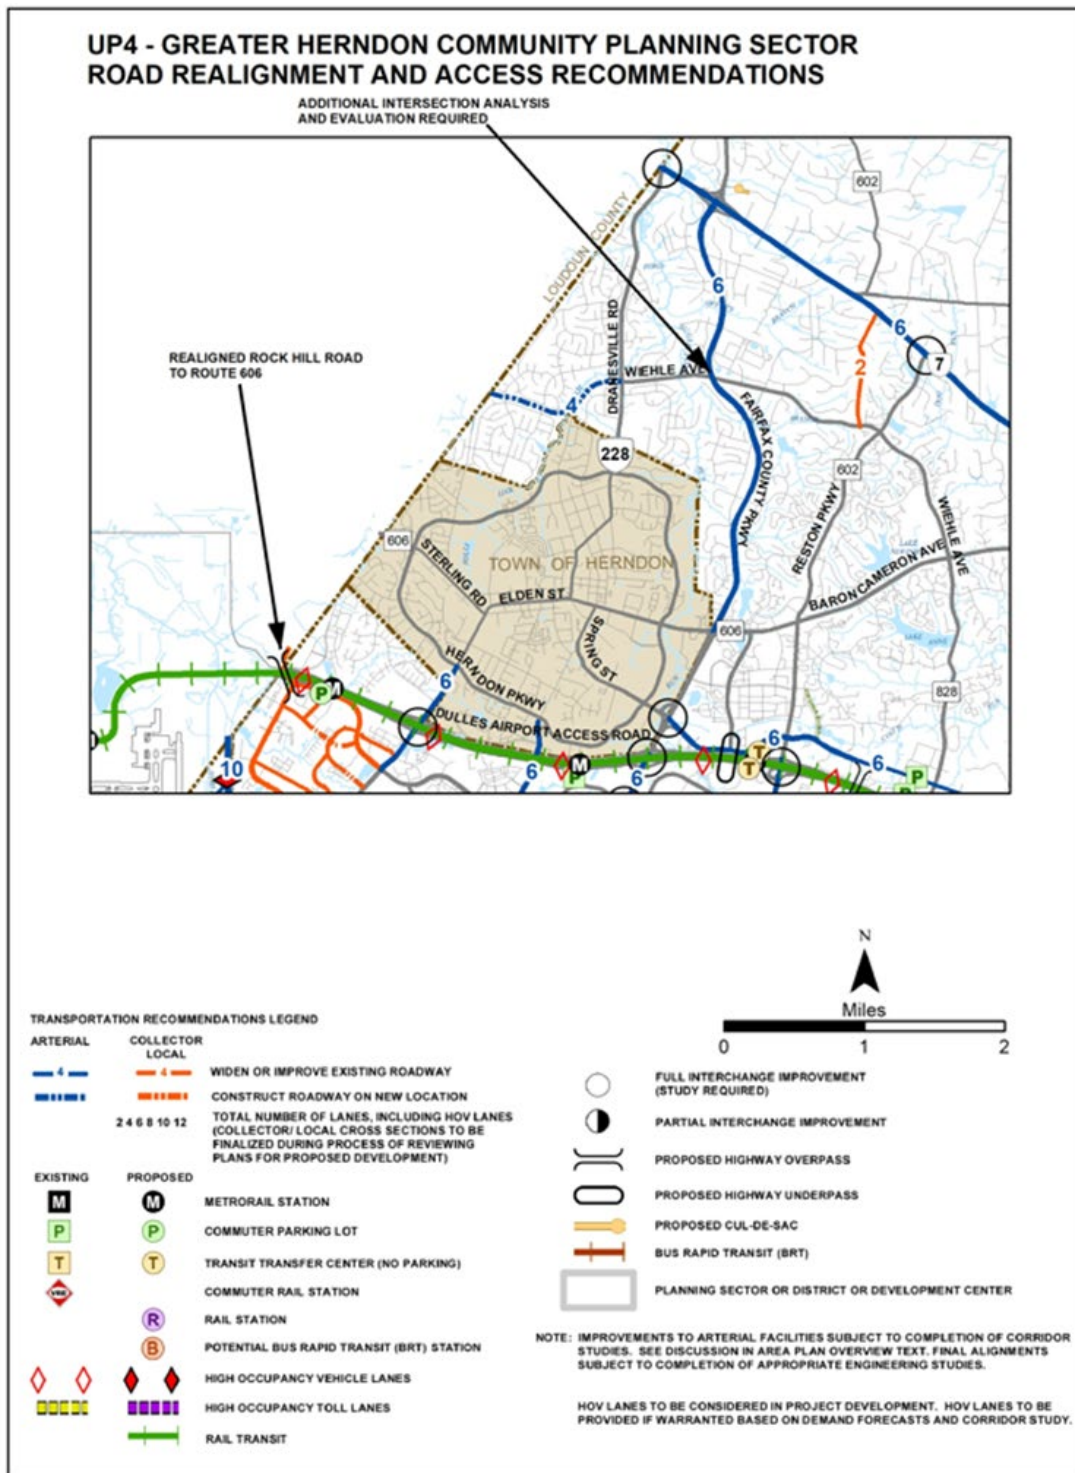 UP4 - GREATER HERNDON COMMUNITY PLANNING SECTOR
ROAD REALIGNMENT AND ACCESS RECOMMENDATIONS
ADDITIONAL INTERSECTION ANALYSIS
AND EVALUATION REQUIRED
602
LOUDOUN COUNTY
6
DRANESVILLE RD
6
REALIGNED ROCK HILL ROAD
TO ROUTE 606
WIEHLE AVE
2
7
4
FAIRFAX COUNTY PKWY
228
602
RESTON PKWY
WIEHLE AVE
606
STERLING RD
TOWN OF HERNDON
BARON CAMERON AVE
ELDEN ST
SPRING ST
606
HERNDON PKWY
6
828
M
P
DULLES AIRPORT ACCESS ROAD
10
6
M
P
6
T
T
6
6
P
P
N
Miles
0 1 2
TRANSPORTATION RECOMMENDATIONS LEGEND
ARTERIAL
COLLECTOR
LOCAL
4 4 WIDEN OR IMPROVE EXISTING ROADWAY
CONSTRUCT ROADWAY ON NEW LOCATION
2 4 6 8 10 12 TOTAL NUMBER OF LANES, INCLUDING HOV LANES
(COLLECTOR/ LOCAL CROSS SECTIONS TO BE
FINALIZED DURING PROCESS OF REVIEWING
PLANS FOR PROPOSED DEVELOPMENT)
EXISTING PROPOSED
M M METRORAIL STATION
P P COMMUTER PARKING LOT
T T TRANSIT TRANSFER CENTER (NO PARKING)
VRE COMMUTER RAIL STATION
R RAIL STATION
B POTENTIAL BUS RAPID TRANSIT (BRT) STATION
HIGH OCCUPANCY VEHICLE LANES
HIGH OCCUPANCY TOLL LANES
RAIL TRANSIT
FULL INTERCHANGE IMPROVEMENT
(STUDY REQUIRED)
PARTIAL INTERCHANGE IMPROVEMENT
PROPOSED HIGHWAY OVERPASS
PROPOSED HIGHWAY UNDERPASS
PROPOSED CUL-DE-SAC
BUS RAPID TRANSIT (BRT)
PLANNING SECTOR OR DISTRICT OR DEVELOPMENT CENTER
NOTE: IMPROVEMENTS TO ARTERIAL FACILITIES SUBJECT TO COMPLETION OF CORRIDOR
STUDIES. SEE DISCUSSION IN AREA PLAN OVERVIEW TEXT. FINAL ALIGNMENTS
SUBJECT TO COMPLETION OF APPROPRIATE ENGINEERING STUDIES.
HOV LANES TO BE CONSIDERED IN PROJECT DEVELOPMENT. HOV LANES TO BE
PROVIDED IF WARRANTED BASED ON DEMAND FORECASTS AND CORRIDOR STUDY.